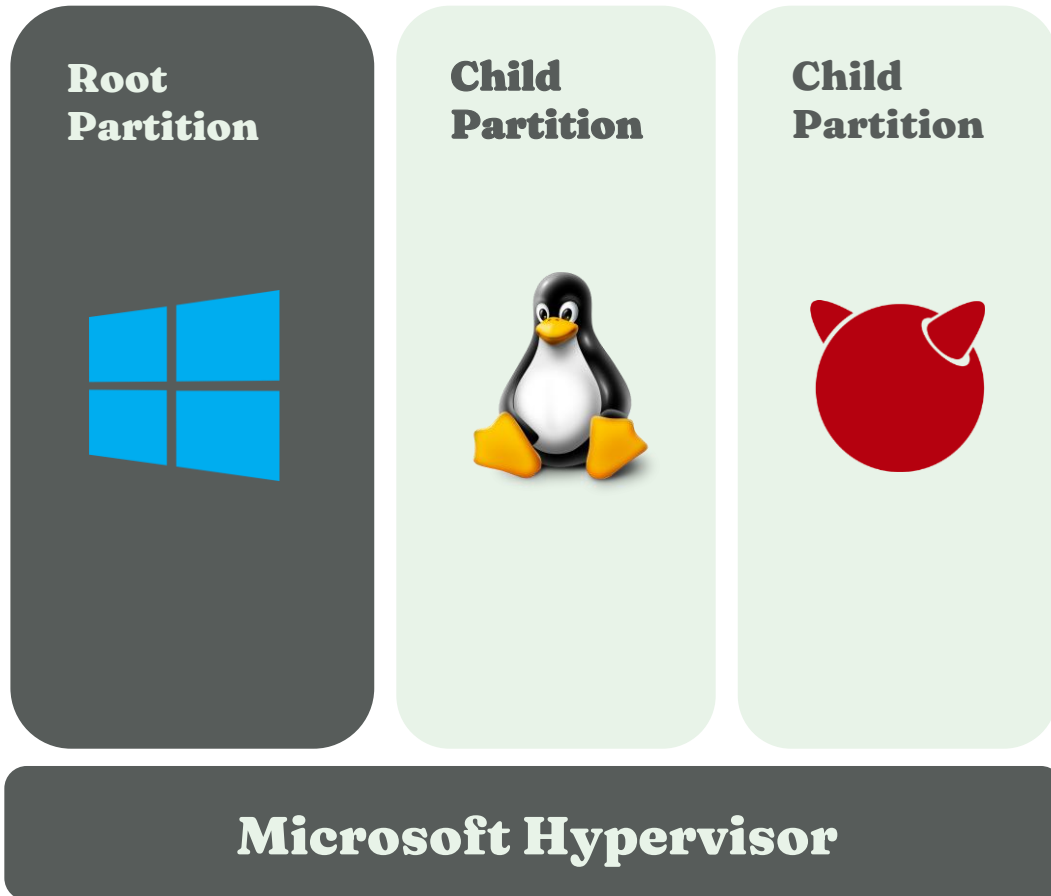 Root
Partition
Child
Partition
Child
Partition
Microsoft Hypervisor